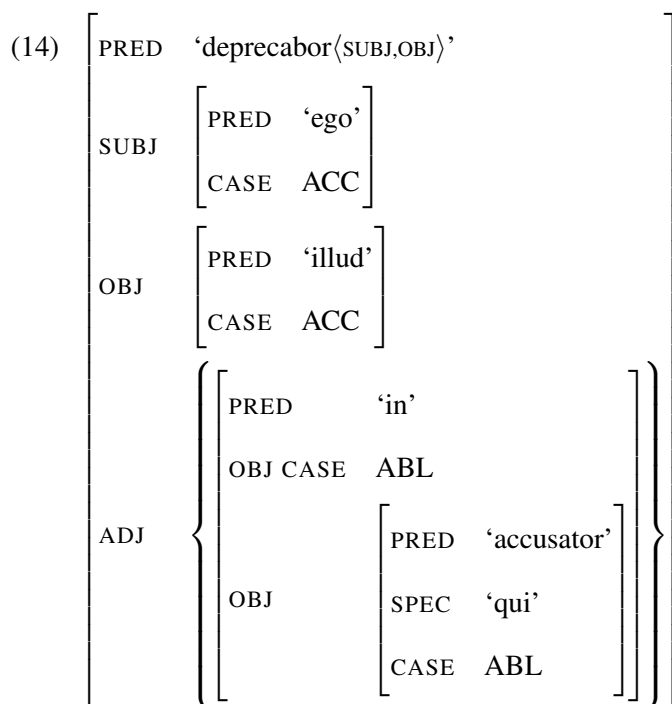 (14) PRED ‘deprecabor⟨SUBJ,OBJ⟩’
PRED ‘ego’
SUBJ
CASE ACC
PRED ‘illud’
OBJ
CASE ACC
PRED ‘in’
OBJ CASE ABL
PRED ‘accusator’
ADJ
OBJ SPEC ‘qui’
CASE ABL